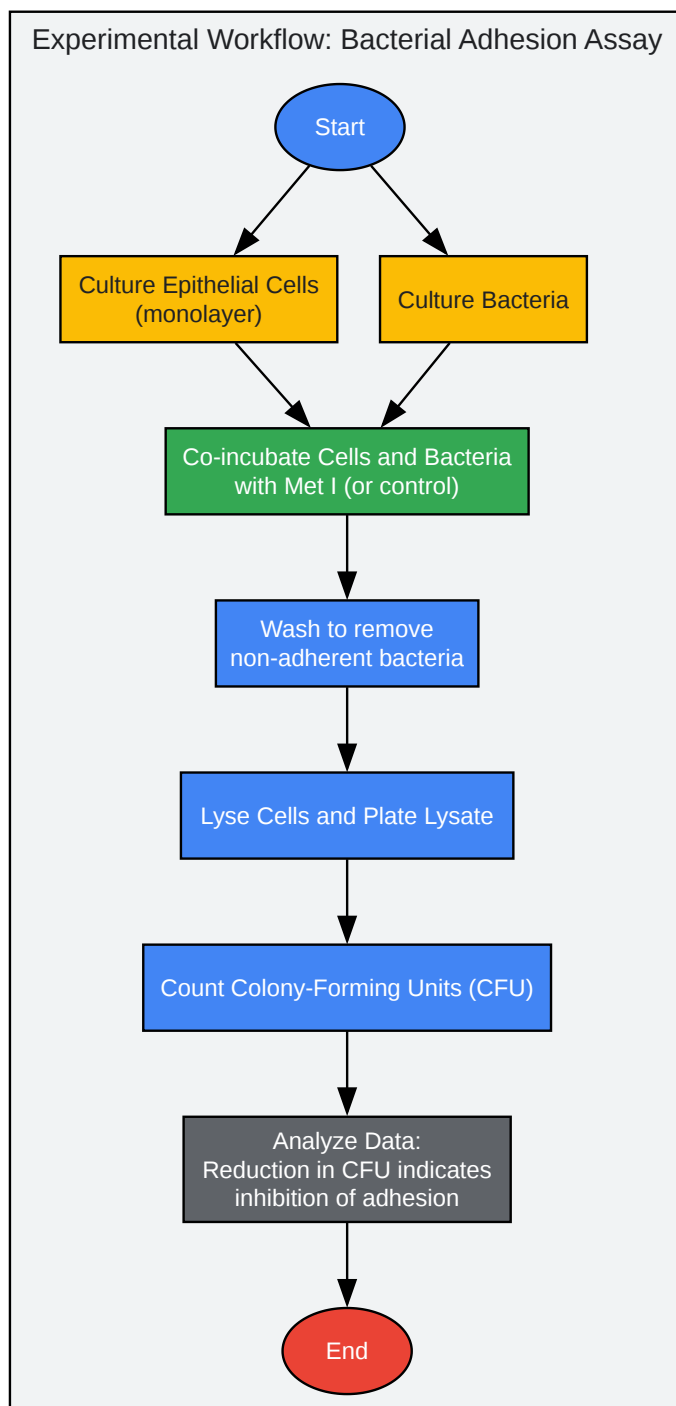 Experimental Workflow: Bacterial Adhesion Assay
Start
Culture Epithelial Cells
(monolayer)
Culture Bacteria
Co-incubate Cells and Bacteria
with Met I (or control)
Wash to remove
non-adherent bacteria
Lyse Cells and Plate Lysate
Count Colony-Forming Units (CFU)
Analyze Data:
Reduction in CFU indicates
inhibition of adhesion
End